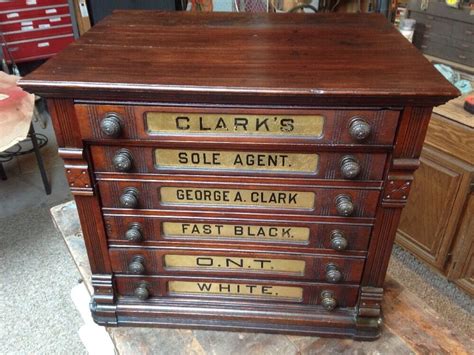 CLARK'S
SOLE AGENT.
GEORGE A. CLARK
FAST BLACK.
O.N.T.
WHITE.